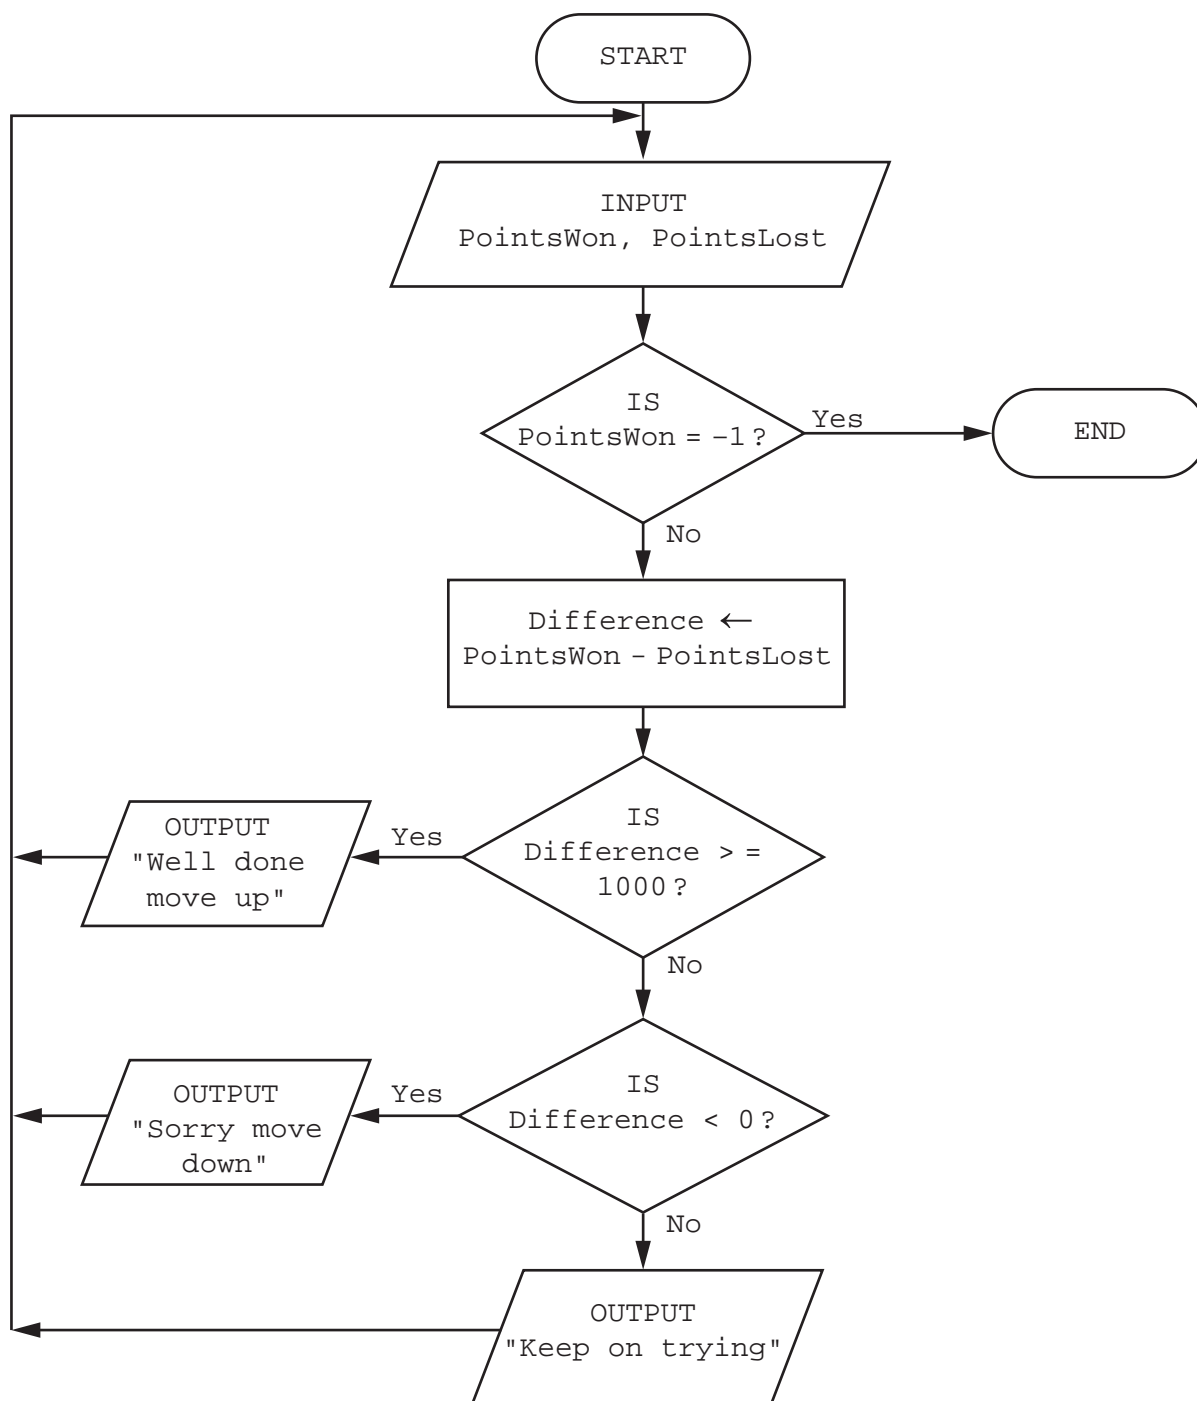 START
INPUT
PointsWon, PointsLost
IS
PointsWon = –1 ?
Yes
END
No
Difference ←
PointsWon – PointsLost
IS
Difference > =
1000 ?
Yes
OUTPUT
"Well done
move up"
No
IS
Difference < 0 ?
Yes
OUTPUT
"Sorry move
down"
No
OUTPUT
"Keep on trying"